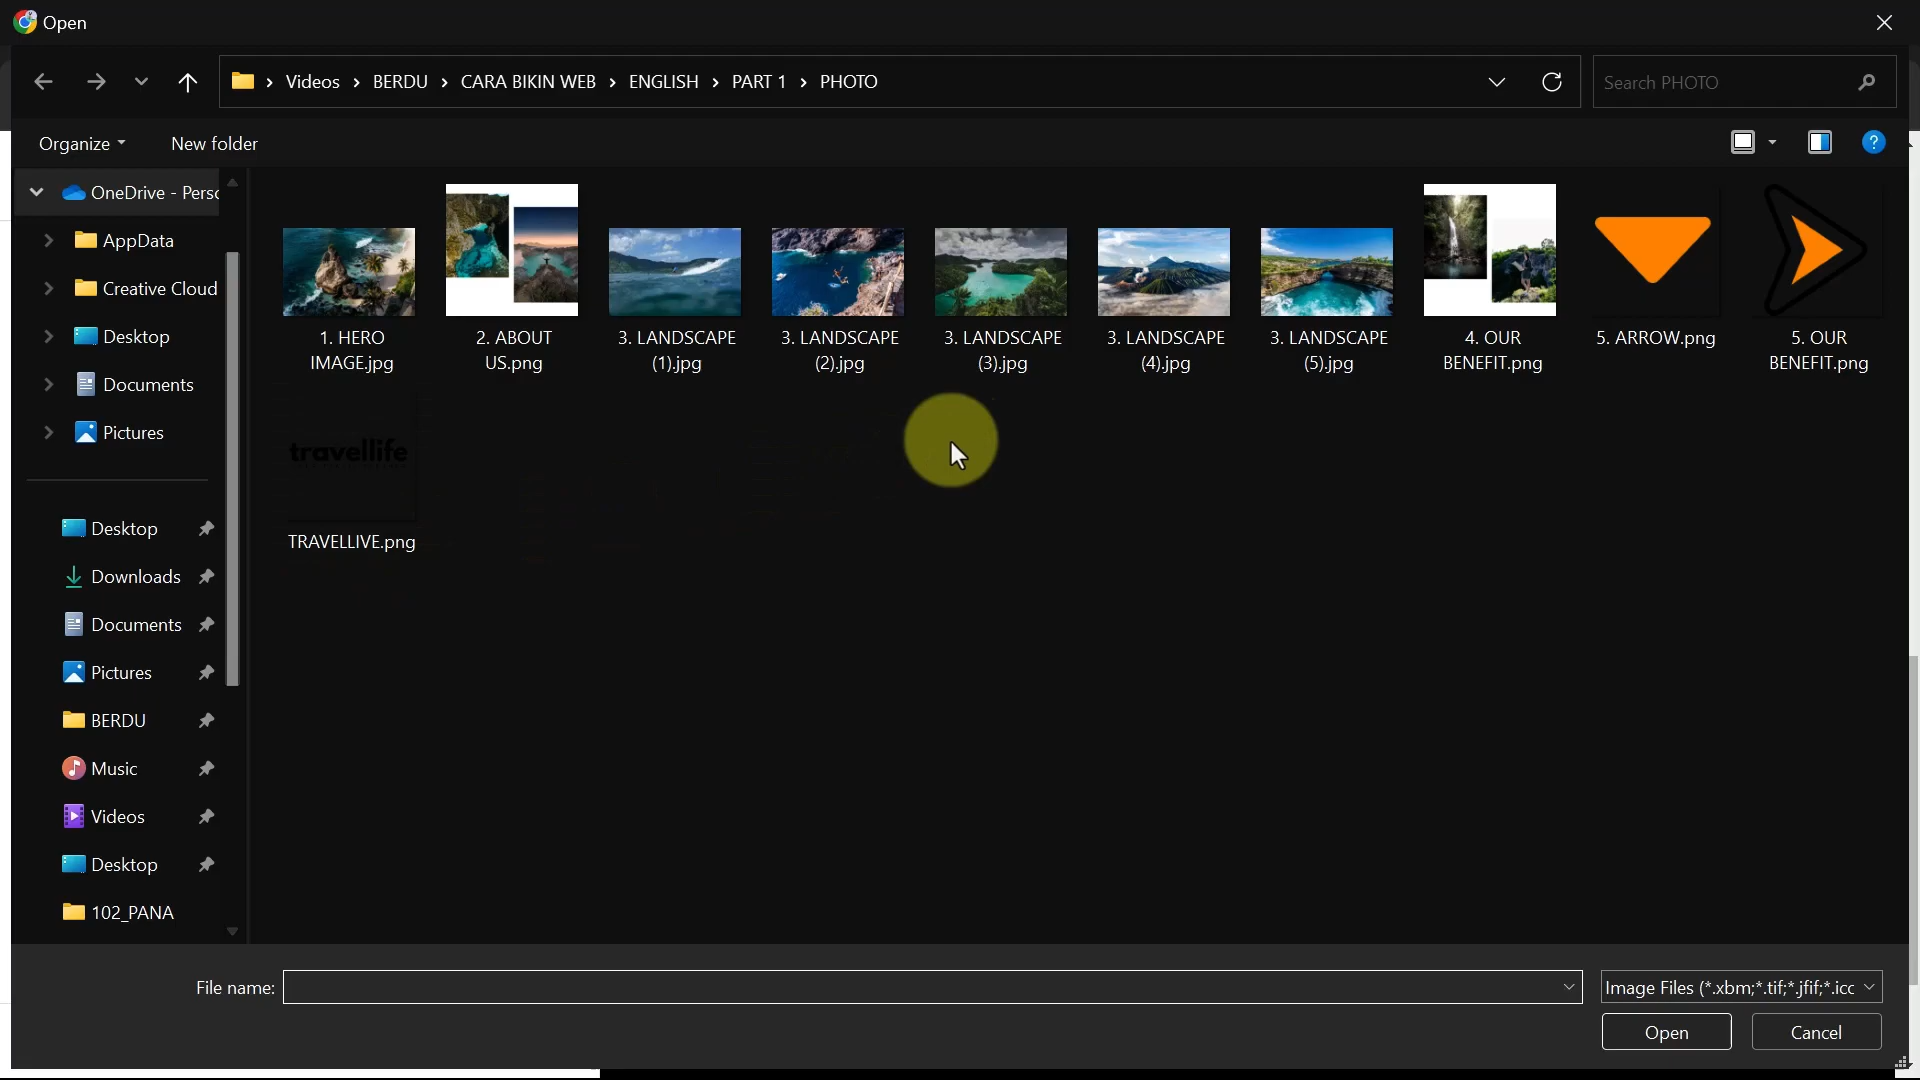 Open
Videos > BERDU > CARA BIKIN WEB > ENGLISH > PART 1 > PHOTO
Search PHOTO
Organize
New folder
OneDrive - Perso
AppData
Creative Cloud
Desktop
Documents
Pictures
Desktop
Downloads
Documents
Pictures
BERDU
Music
Videos
Desktop
102_PANA
1. HERO
IMAGE.jpg
2. ABOUT
US.png
3. LANDSCAPE
(1).jpg
3. LANDSCAPE
(2).jpg
3. LANDSCAPE
(3).jpg
3. LANDSCAPE
(4).jpg
3. LANDSCAPE
(5).jpg
4. OUR
BENEFIT.png
5. ARROW.png
5. OUR
BENEFIT.png
travellife
TRAVELLIVE.png
File name:
Image Files (*.xbm;*.tif;*.jfif;*.icc
Open
Cancel